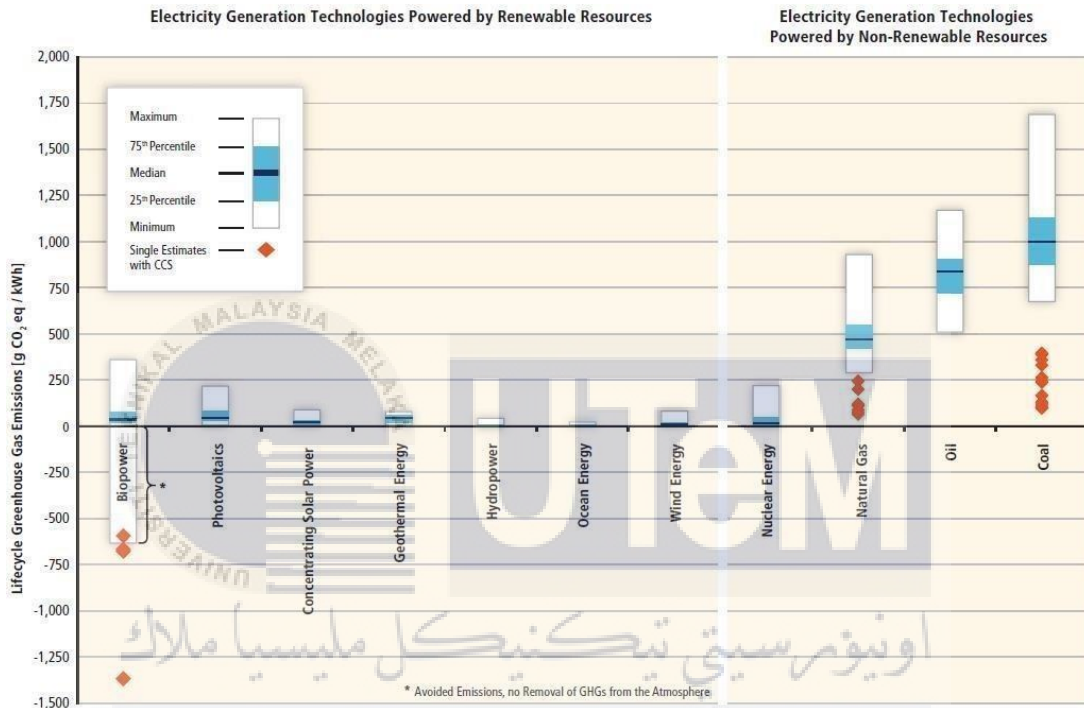 Electricity Generation Technologies Powered by Renewable Resources
Electricity Generation Technologies
Powered by Non-Renewable Resources
Lifecycle Greenhouse Gas Emissions [g CO₂ eq / kWh]
2,000
1,750
1,500
1,250
1,000
750
500
250
0
-250
-500
-750
-1,000
-1,250
-1,500
Maximum
75th Percentile
Median
25th Percentile
Minimum
Single Estimates
with CCS
Biopower
*
Photovoltaics
Concentrating Solar Power
Geothermal Energy
Hydropower
Ocean Energy
Wind Energy
Nuclear Energy
Natural Gas
Oil
Coal
* Avoided Emissions, no Removal of GHGs from the Atmosphere
UNIVERSITI TEKNIKAL MALAYSIA MELAKA
UTeM
اونيۏرسيتي تيكنيكل مليسيا ملاك